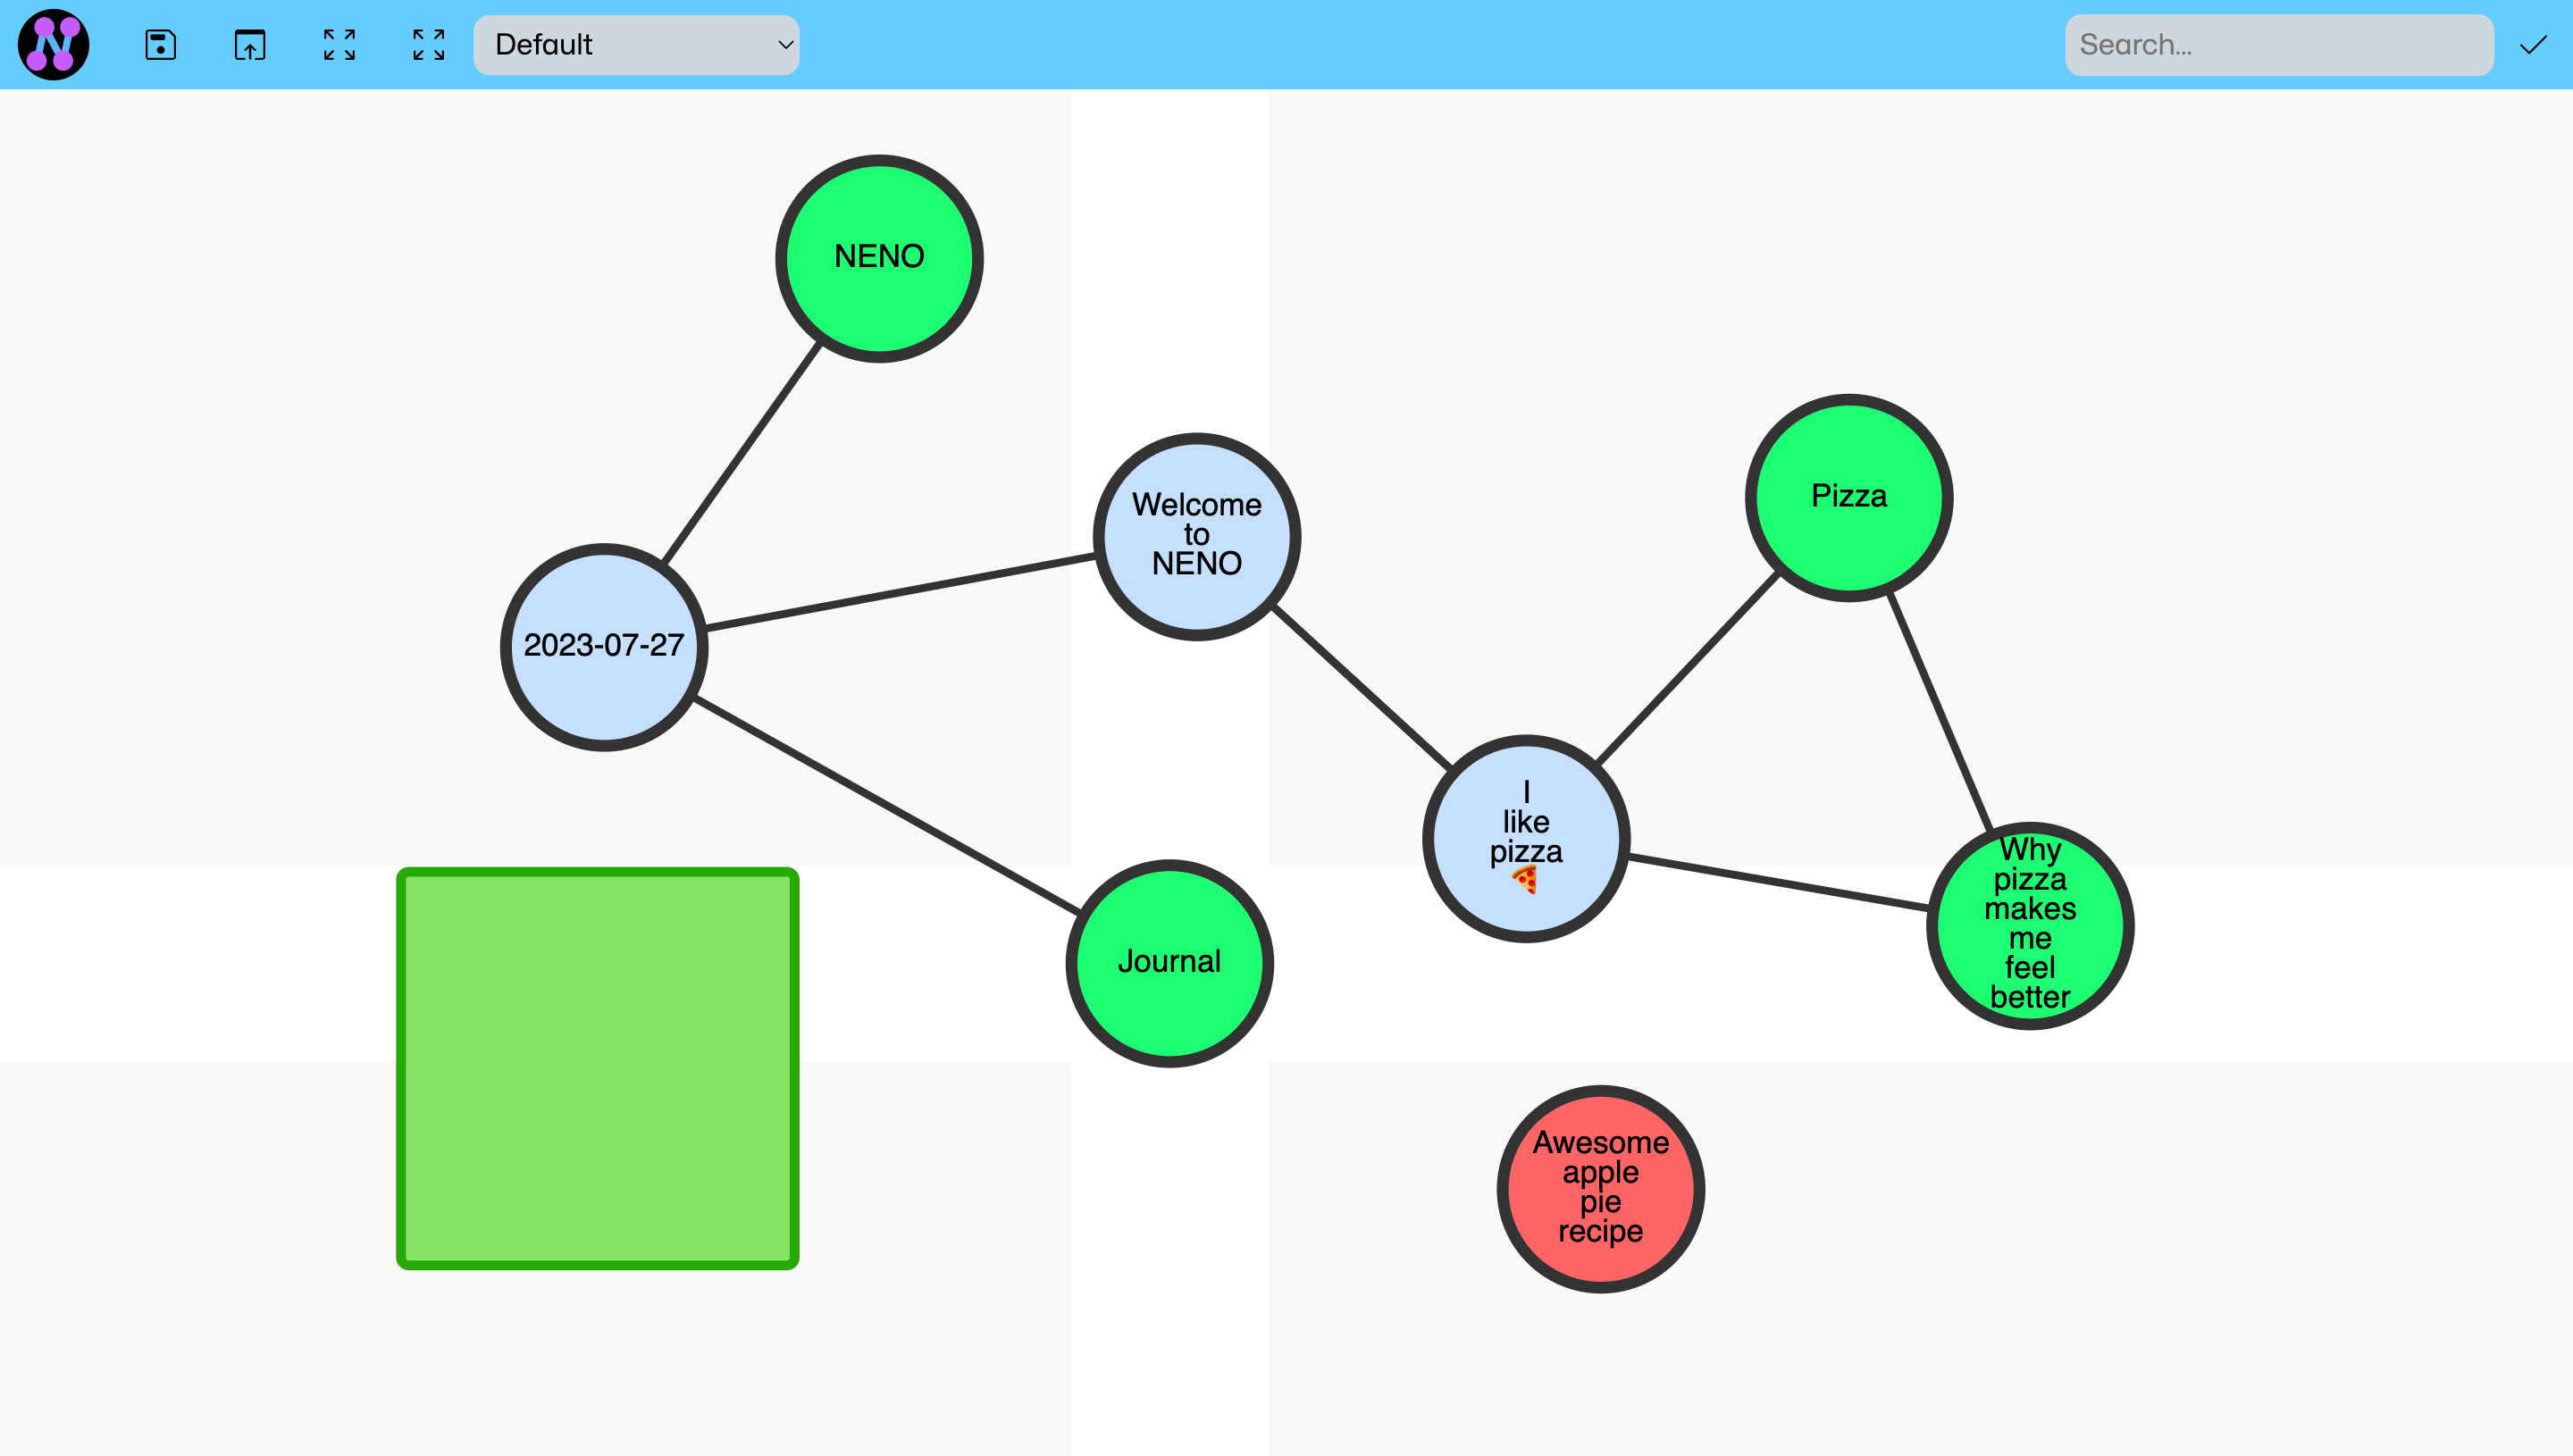 Default
Search...
NENO
Welcome
to
NENO
Pizza
2023-07-27
I
like
pizza
🍕
Why
pizza
makes
me
feel
better
Journal
Awesome
apple
pie
recipe